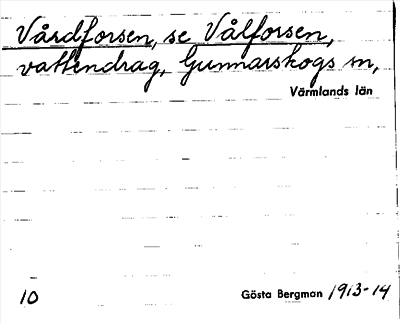 Vårdforsen, se Vålforsen,
vattendrag, Gunnarskogs sn,
Värmlands län
10
Gösta Bergman 1913-14